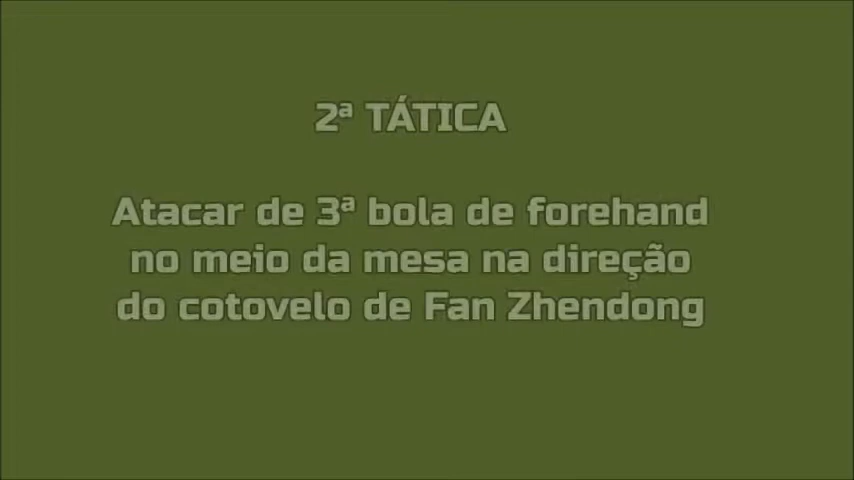 2ª TÁTICA
Atacar de 3ª bola de forehand
no meio da mesa na direção
do cotovelo de Fan Zhendong